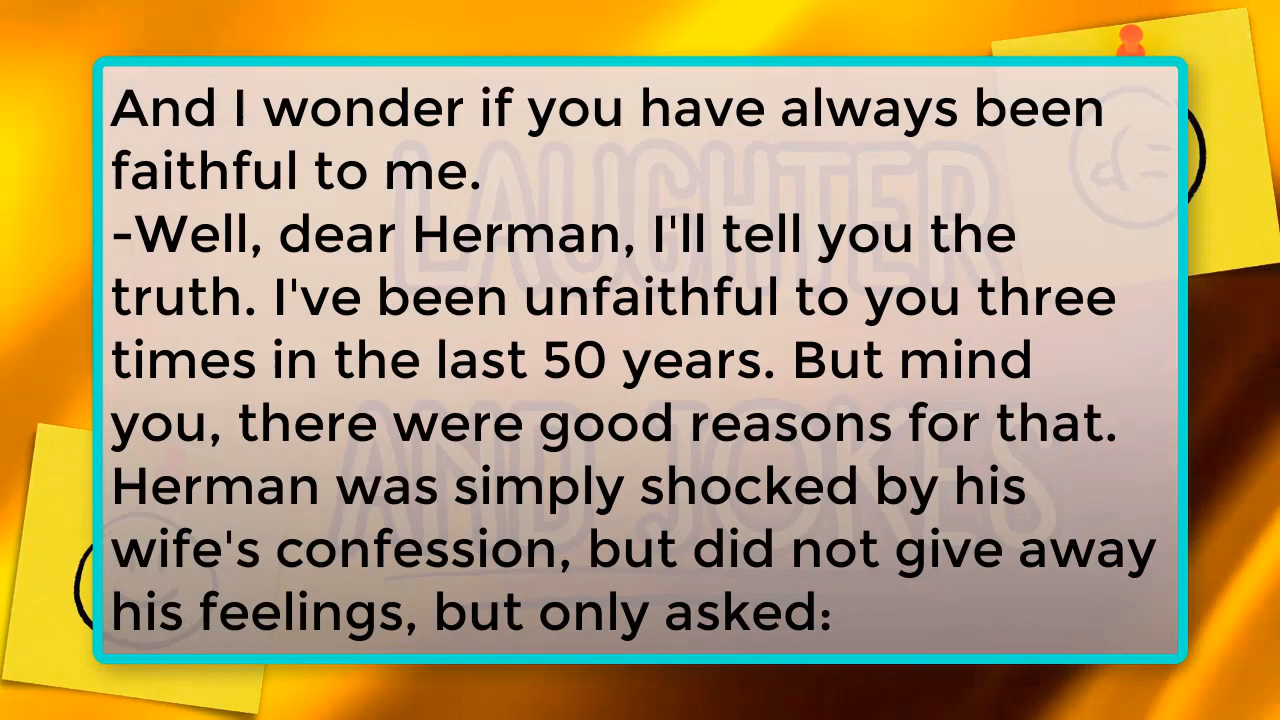 And I wonder if you have always been
faithful to me.
-Well, dear Herman, I'll tell you the
truth. I've been unfaithful to you three
times in the last 50 years. But mind
you, there were good reasons for that.
Herman was simply shocked by his
wife's confession, but did not give away
his feelings, but only asked:
LAUGHTER
AND JOKES